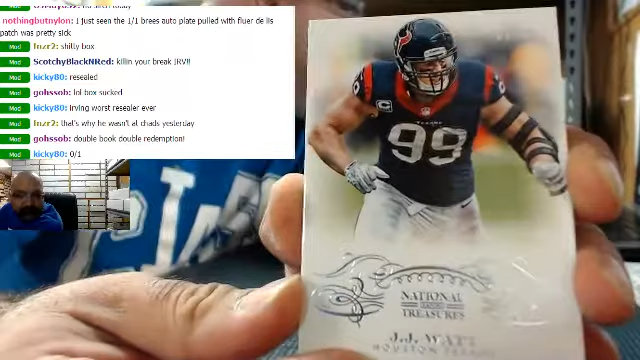 nothingbutnylon: I just seen the 1/1 brees auto plate pulled with fluer de lis
patch was pretty sick
Mod fnzr2: shitty box
Mod ScotchyBlackNRed: killin your break JRV!!
Mod kicky80: resealed
Mod gohssob: lol box sucked
Mod kicky80: irving worst resealer ever
Mod fnzr2: that's why he wasn't at chads yesterday
Mod gohssob: double book double redemption!
Mod kicky80: 0/1
TEXANS
99
NATIONAL
TREASURES
J.J. WATT
HOUSTON TEXANS